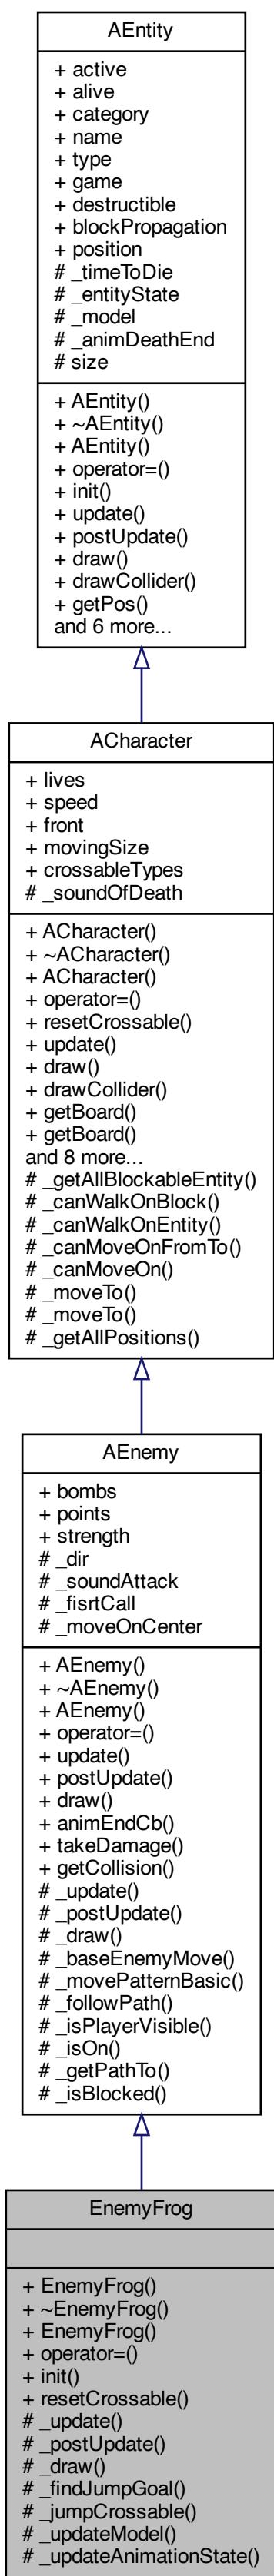 AEntity
+ active
+ alive
+ category
+ name
+ type
+ game
+ destructible
+ blockPropagation
+ position
# _timeToDie
# _entityState
# _model
# _animDeathEnd
# size
+ AEntity()
+ ~AEntity()
+ AEntity()
+ operator=()
+ init()
+ update()
+ postUpdate()
+ draw()
+ drawCollider()
+ getPos()
and 6 more...
ACharacter
+ lives
+ speed
+ front
+ movingSize
+ crossableTypes
# _soundOfDeath
+ ACharacter()
+ ~ACharacter()
+ ACharacter()
+ operator=()
+ resetCrossable()
+ update()
+ draw()
+ drawCollider()
+ getBoard()
+ getBoard()
and 8 more...
# _getAllBlockableEntity()
# _canWalkOnBlock()
# _canWalkOnEntity()
# _canMoveOnFromTo()
# _canMoveOn()
# _moveTo()
# _moveTo()
# _getAllPositions()
AEnemy
+ bombs
+ points
+ strength
# _dir
# _soundAttack
# _fisrtCall
# _moveOnCenter
+ AEnemy()
+ ~AEnemy()
+ AEnemy()
+ operator=()
+ update()
+ postUpdate()
+ draw()
+ animEndCb()
+ takeDamage()
+ getCollision()
# _update()
# _postUpdate()
# _draw()
# _baseEnemyMove()
# _movePatternBasic()
# _followPath()
# _isPlayerVisible()
# _isOn()
# _getPathTo()
# _isBlocked()
EnemyFrog
+ EnemyFrog()
+ ~EnemyFrog()
+ EnemyFrog()
+ operator=()
+ init()
+ resetCrossable()
# _update()
# _postUpdate()
# _draw()
# _findJumpGoal()
# _jumpCrossable()
# _updateModel()
# _updateAnimationState()